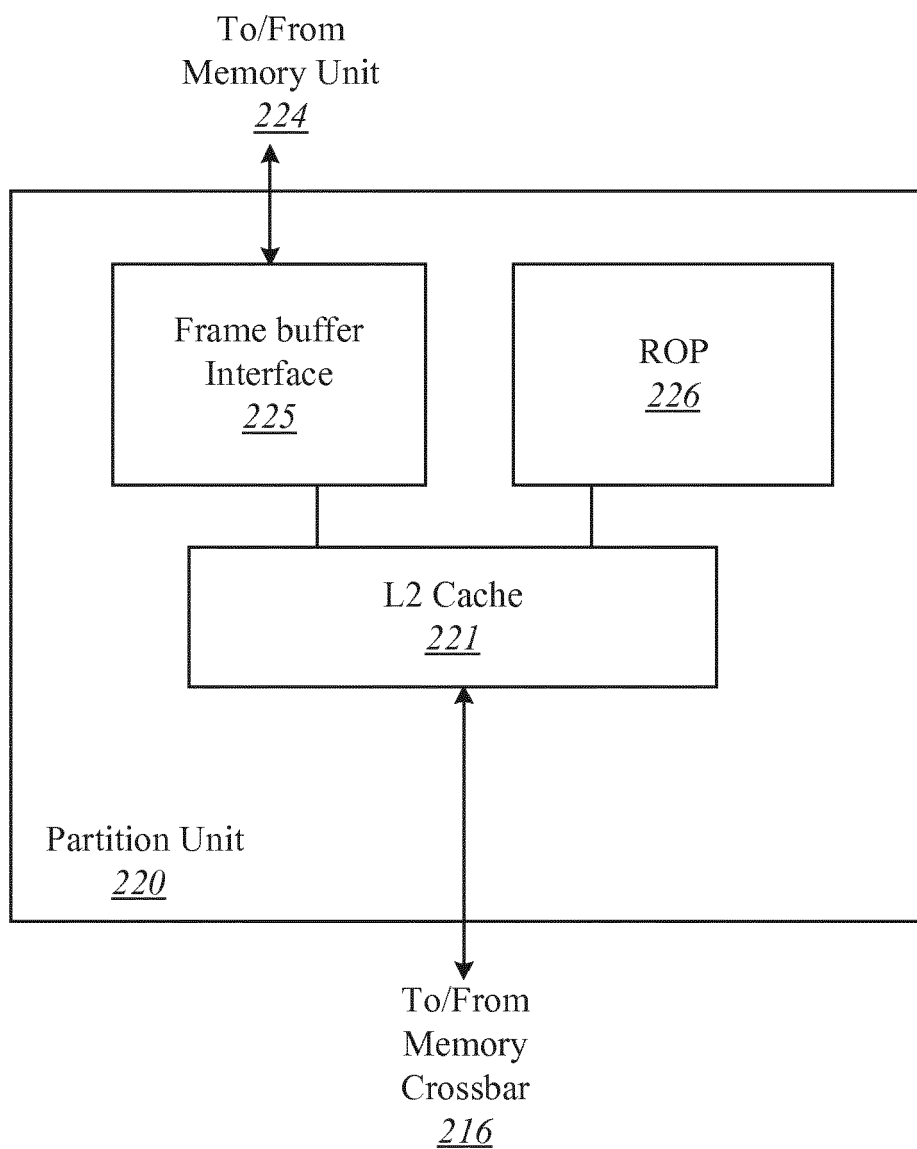 To/From
Memory Unit
224
Frame buffer
Interface
225
ROP
226
L2 Cache
221
Partition Unit
220
To/From
Memory
Crossbar
216